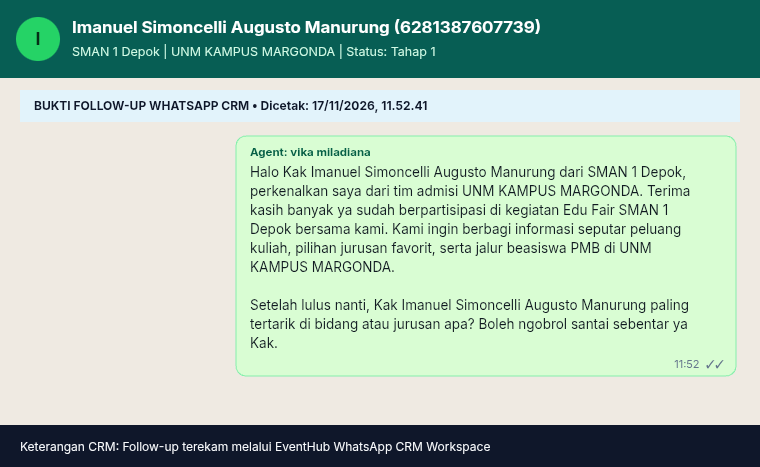 I
Imanuel Simoncelli Augusto Manurung (6281387607739)
SMAN 1 Depok | UNM KAMPUS MARGONDA | Status: Tahap 1
BUKTI FOLLOW-UP WHATSAPP CRM • Dicetak: 17/11/2026, 11.52.41
Agent: vika miladiana
Halo Kak Imanuel Simoncelli Augusto Manurung dari SMAN 1 Depok,
perkenalkan saya dari tim admisi UNM KAMPUS MARGONDA. Terima
kasih banyak ya sudah berpartisipasi di kegiatan Edu Fair SMAN 1
Depok bersama kami. Kami ingin berbagi informasi seputar peluang
kuliah, pilihan jurusan favorit, serta jalur beasiswa PMB di UNM
KAMPUS MARGONDA.
Setelah lulus nanti, Kak Imanuel Simoncelli Augusto Manurung paling
tertarik di bidang atau jurusan apa? Boleh ngobrol santai sebentar ya
Kak.
11:52 ✓✓
Keterangan CRM: Follow-up terekam melalui EventHub WhatsApp CRM Workspace